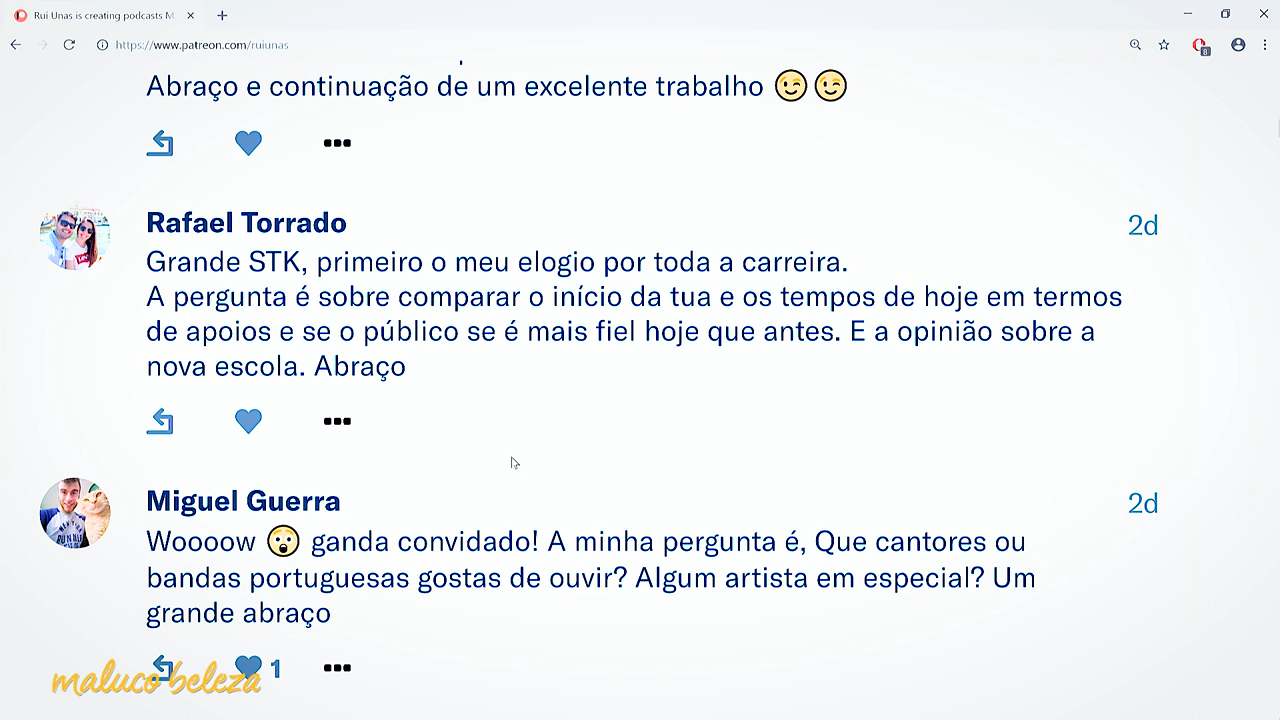 Rui Unas is creating podcasts M
https://www.patreon.com/ruiunas
8
Abraço e continuação de um excelente trabalho 😉😉
Rafael Torrado
2d
Grande STK, primeiro o meu elogio por toda a carreira.
A pergunta é sobre comparar o início da tua e os tempos de hoje em termos
de apoios e se o público se é mais fiel hoje que antes. E a opinião sobre a
nova escola. Abraço
Miguel Guerra
2d
Woooow 😲 ganda convidado! A minha pergunta é, Que cantores ou
bandas portuguesas gostas de ouvir? Algum artista em especial? Um
grande abraço
1
maluco beleza